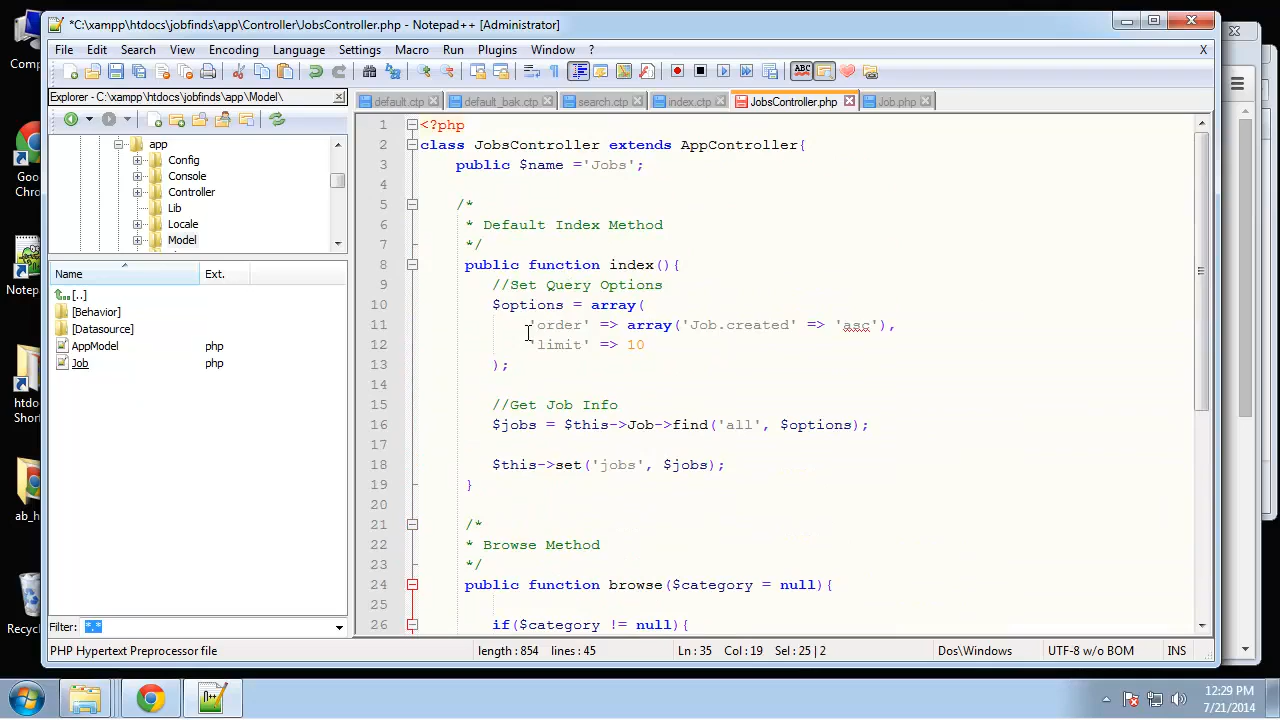 Comp
*C:\xampp\htdocs\jobfinds\app\Controller\JobsController.php - Notepad++ [Administrator]
File Edit Search View Encoding Language Settings Macro Run Plugins Window ? X
Explorer - C:\xampp\htdocs\jobfinds\app\Model\
default.ctp default_bak.ctp search.ctp index.ctp JobsController.php Job.php
app
Config
Console
Controller
Lib
Locale
Model
Name Ext.
[..]
[Behavior]
[Datasource]
AppModel php
Job php
Filter: *.*
1 <?php
2 class JobsController extends AppController{
3 public $name ='Jobs';
4
5 /*
6 * Default Index Method
7 */
8 public function index(){
9 //Set Query Options
10 $options = array(
11 'order' => array('Job.created' => 'asc'),
12 'limit' => 10
13 );
14
15 //Get Job Info
16 $jobs = $this->Job->find('all', $options);
17
18 $this->set('jobs', $jobs);
19 }
20
21 /*
22 * Browse Method
23 */
24 public function browse($category = null){
25
26 if($category != null){
PHP Hypertext Preprocessor file length : 854 lines : 45 Ln : 35 Col : 19 Sel : 25 | 2 Dos\Windows UTF-8 w/o BOM INS
Goo
Chro
No
htdo
Short
ab_h
Recyc
12:29 PM
7/21/2014